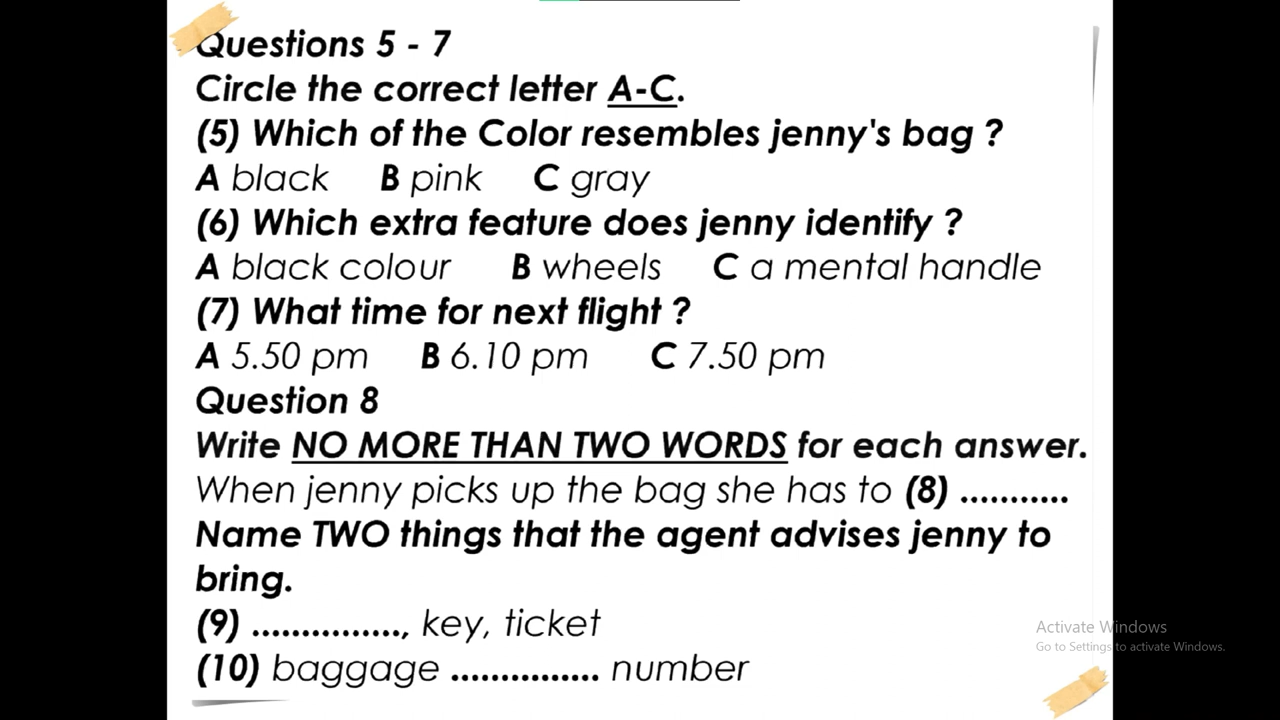 Questions 5 - 7
Circle the correct letter A-C.
(5) Which of the Color resembles jenny's bag ?
A black B pink C gray
(6) Which extra feature does jenny identify ?
A black colour B wheels C a mental handle
(7) What time for next flight ?
A 5.50 pm B 6.10 pm C 7.50 pm
Question 8
Write NO MORE THAN TWO WORDS for each answer.
When jenny picks up the bag she has to (8) ...........
Name TWO things that the agent advises jenny to
bring.
(9) ..............., key, ticket
(10) baggage ............... number
Activate Windows
Go to Settings to activate Windows.